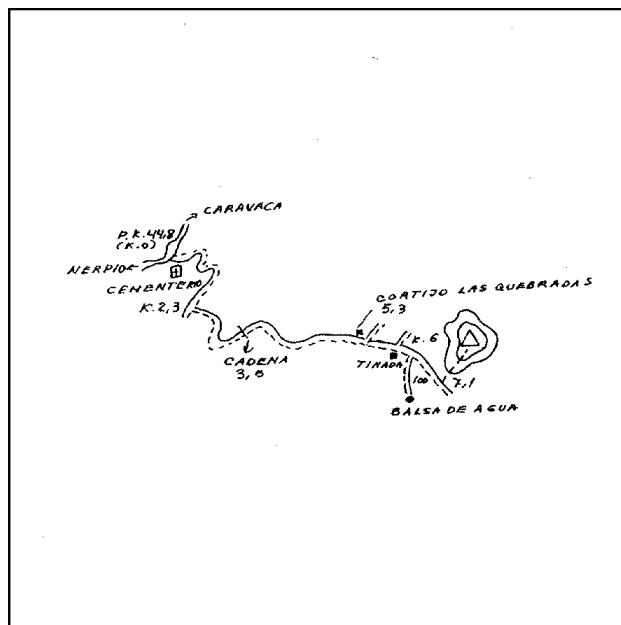 CARAVACA
P.K.44,8
(K.0)
NERPIO
CEMENTERIO
K.2,3
CORTIJO LAS QUEBRADAS
5,3
K.6
CADENA
3,8
TINADA
100
7,1
BALSA DE AGUA